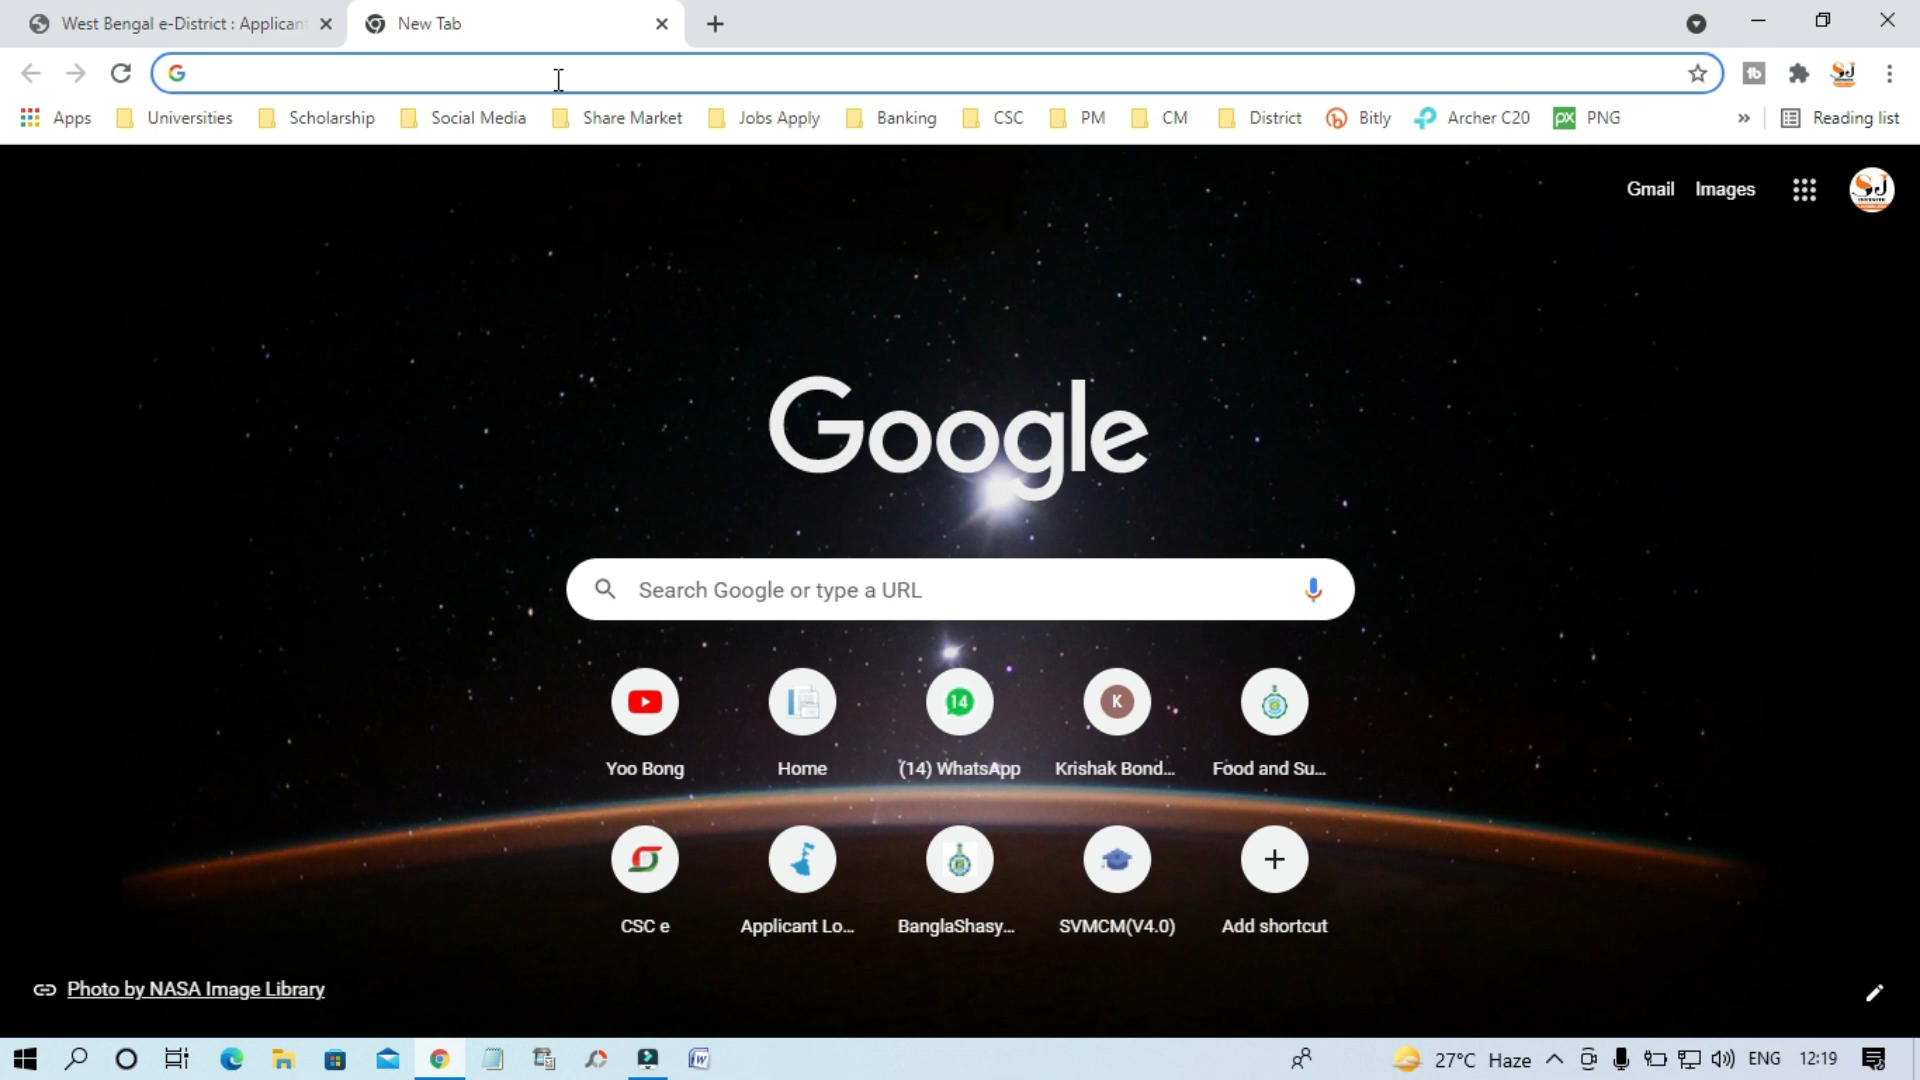 West Bengal e-District : Applican
New Tab
Apps
Universities
Scholarship
Social Media
Share Market
Jobs Apply
Banking
CSC
PM
CM
District
Bitly
Archer C20
PNG
Reading list
Gmail
Images
Google
Search Google or type a URL
Yoo Bong
Home
(14) WhatsApp
Krishak Bond...
Food and Su...
CSC e
Applicant Lo...
BanglaShasy...
SVMCM(V4.0)
Add shortcut
Photo by NASA Image Library
27°C Haze
ENG
12:19